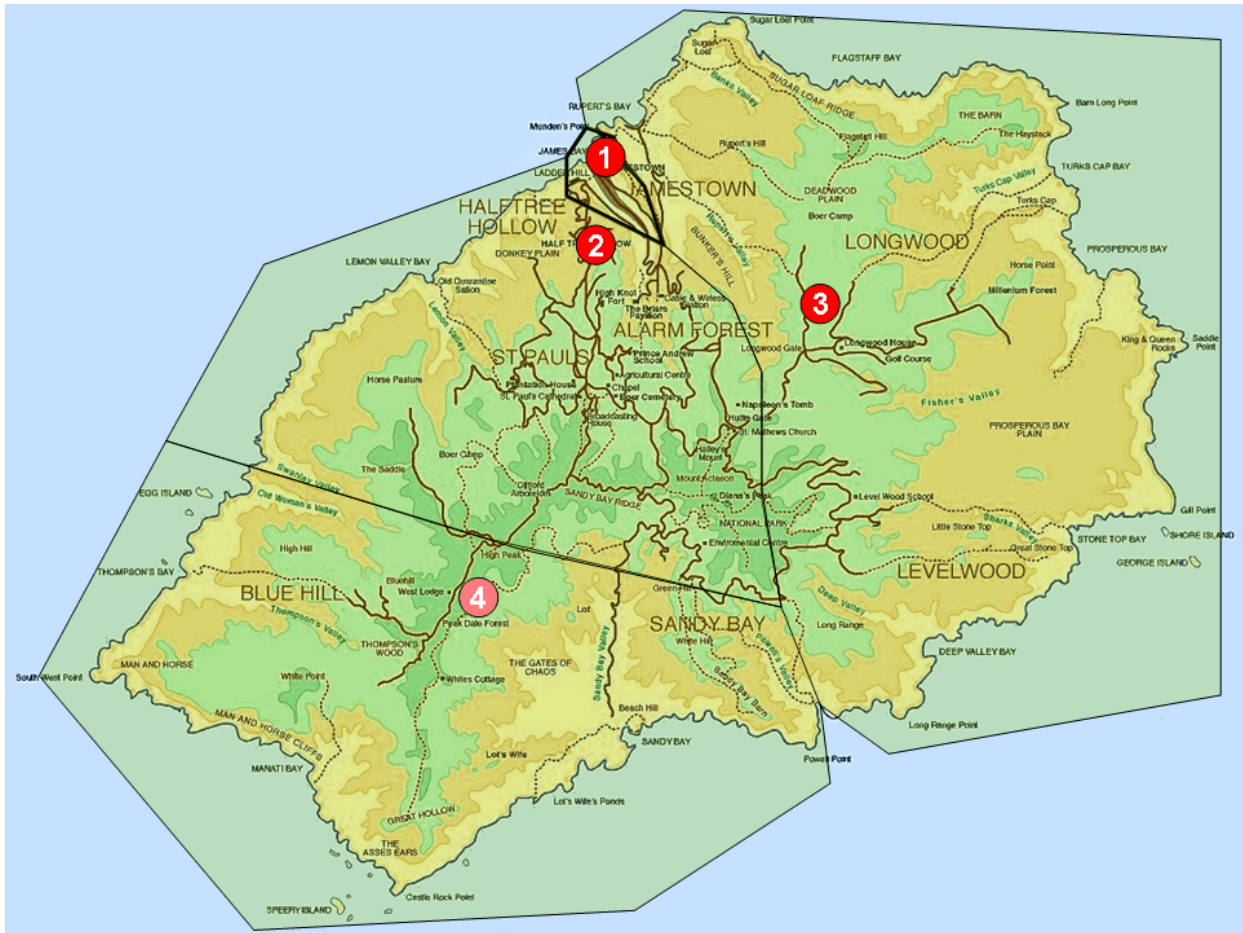 Sugar Loaf Point
Sugar
Loaf
FLAGSTAFF BAY
Banks Valley
SUGAR LOAF RIDGE
RUPERT'S BAY
Barn Long Point
THE BARN
Munden's
Flagstaff Hill
The Haystack
Rupert's Hill
JAMES BAY
1
LADDER HILL
JAMESTOWN
TURKS CAP BAY
Turks Cap Valley
DEADWOOD
PLAIN
Turks Cap
HALFTREE
HOLLOW
Boer Camp
Rupert's Valley
BUNKER'S HILL
LONGWOOD
2
PROSPEROUS BAY
DONKEY PLAIN
LEMON VALLEY BAY
Horse Point
Old Quaranline
Sation
Millenium Forest
High Knoll
Fort
Cable & Wireless
Station
3
Lemon Valley
The Briars
Pavilion
ALARM FOREST
Longwood Gate
Longwood House
Golf Course
King & Queen
Rocks
Saddle
Point
ST PAULS
Prince Andrew
School
Horse Pasture
Agricultural Centre
Plantation House
Chapel
St. Paul's Cathedral
Boer Cemetery
Fisher's Valley
Napoleon's Tomb
Broadcasting
House
Hutts Gate
St. Mathews Church
PROSPEROUS BAY
PLAIN
Boer Camp
Halley's
Mount
The Saddle
Swanley Valley
Mount Actaeon
Clifford
Arboretum
EGG ISLAND
Old Woman's Valley
SANDY BAY RIDGE
Diana's Peak
Level Wood School
Gill Point
NATIONAL PARK
Little Stone Top
Sharks Valley
SHORE ISLAND
High Hill
High Peak
Enviromental Centre
Great Stone Top
STONE TOP BAY
GEORGE ISLAND
THOMPSON'S BAY
BLUE HILL
Bluehill
West Lodge
4
LEVELWOOD
Green Hill
Deep Valley
Thompson's Valley
Lot
Peak Dale Forest
SANDY BAY
Long Range
THOMPSON'S
WOOD
White Hill
Powell's Valley
DEEP VALLEY BAY
MAN AND HORSE
THE GATES OF
CHAOS
Sandy Bay Valley
South West Point
White Point
Whites Cottage
Sandy Bay Barn
Beach Hill
MAN AND HORSE CLIFFS
Long Range Point
SANDY BAY
Lot's Wife
Powell Point
MANATI BAY
Lot's Wife's Ponds
GREAT HOLLOW
THE
ASSES EARS
Castle Rock Point
SPEERY ISLAND